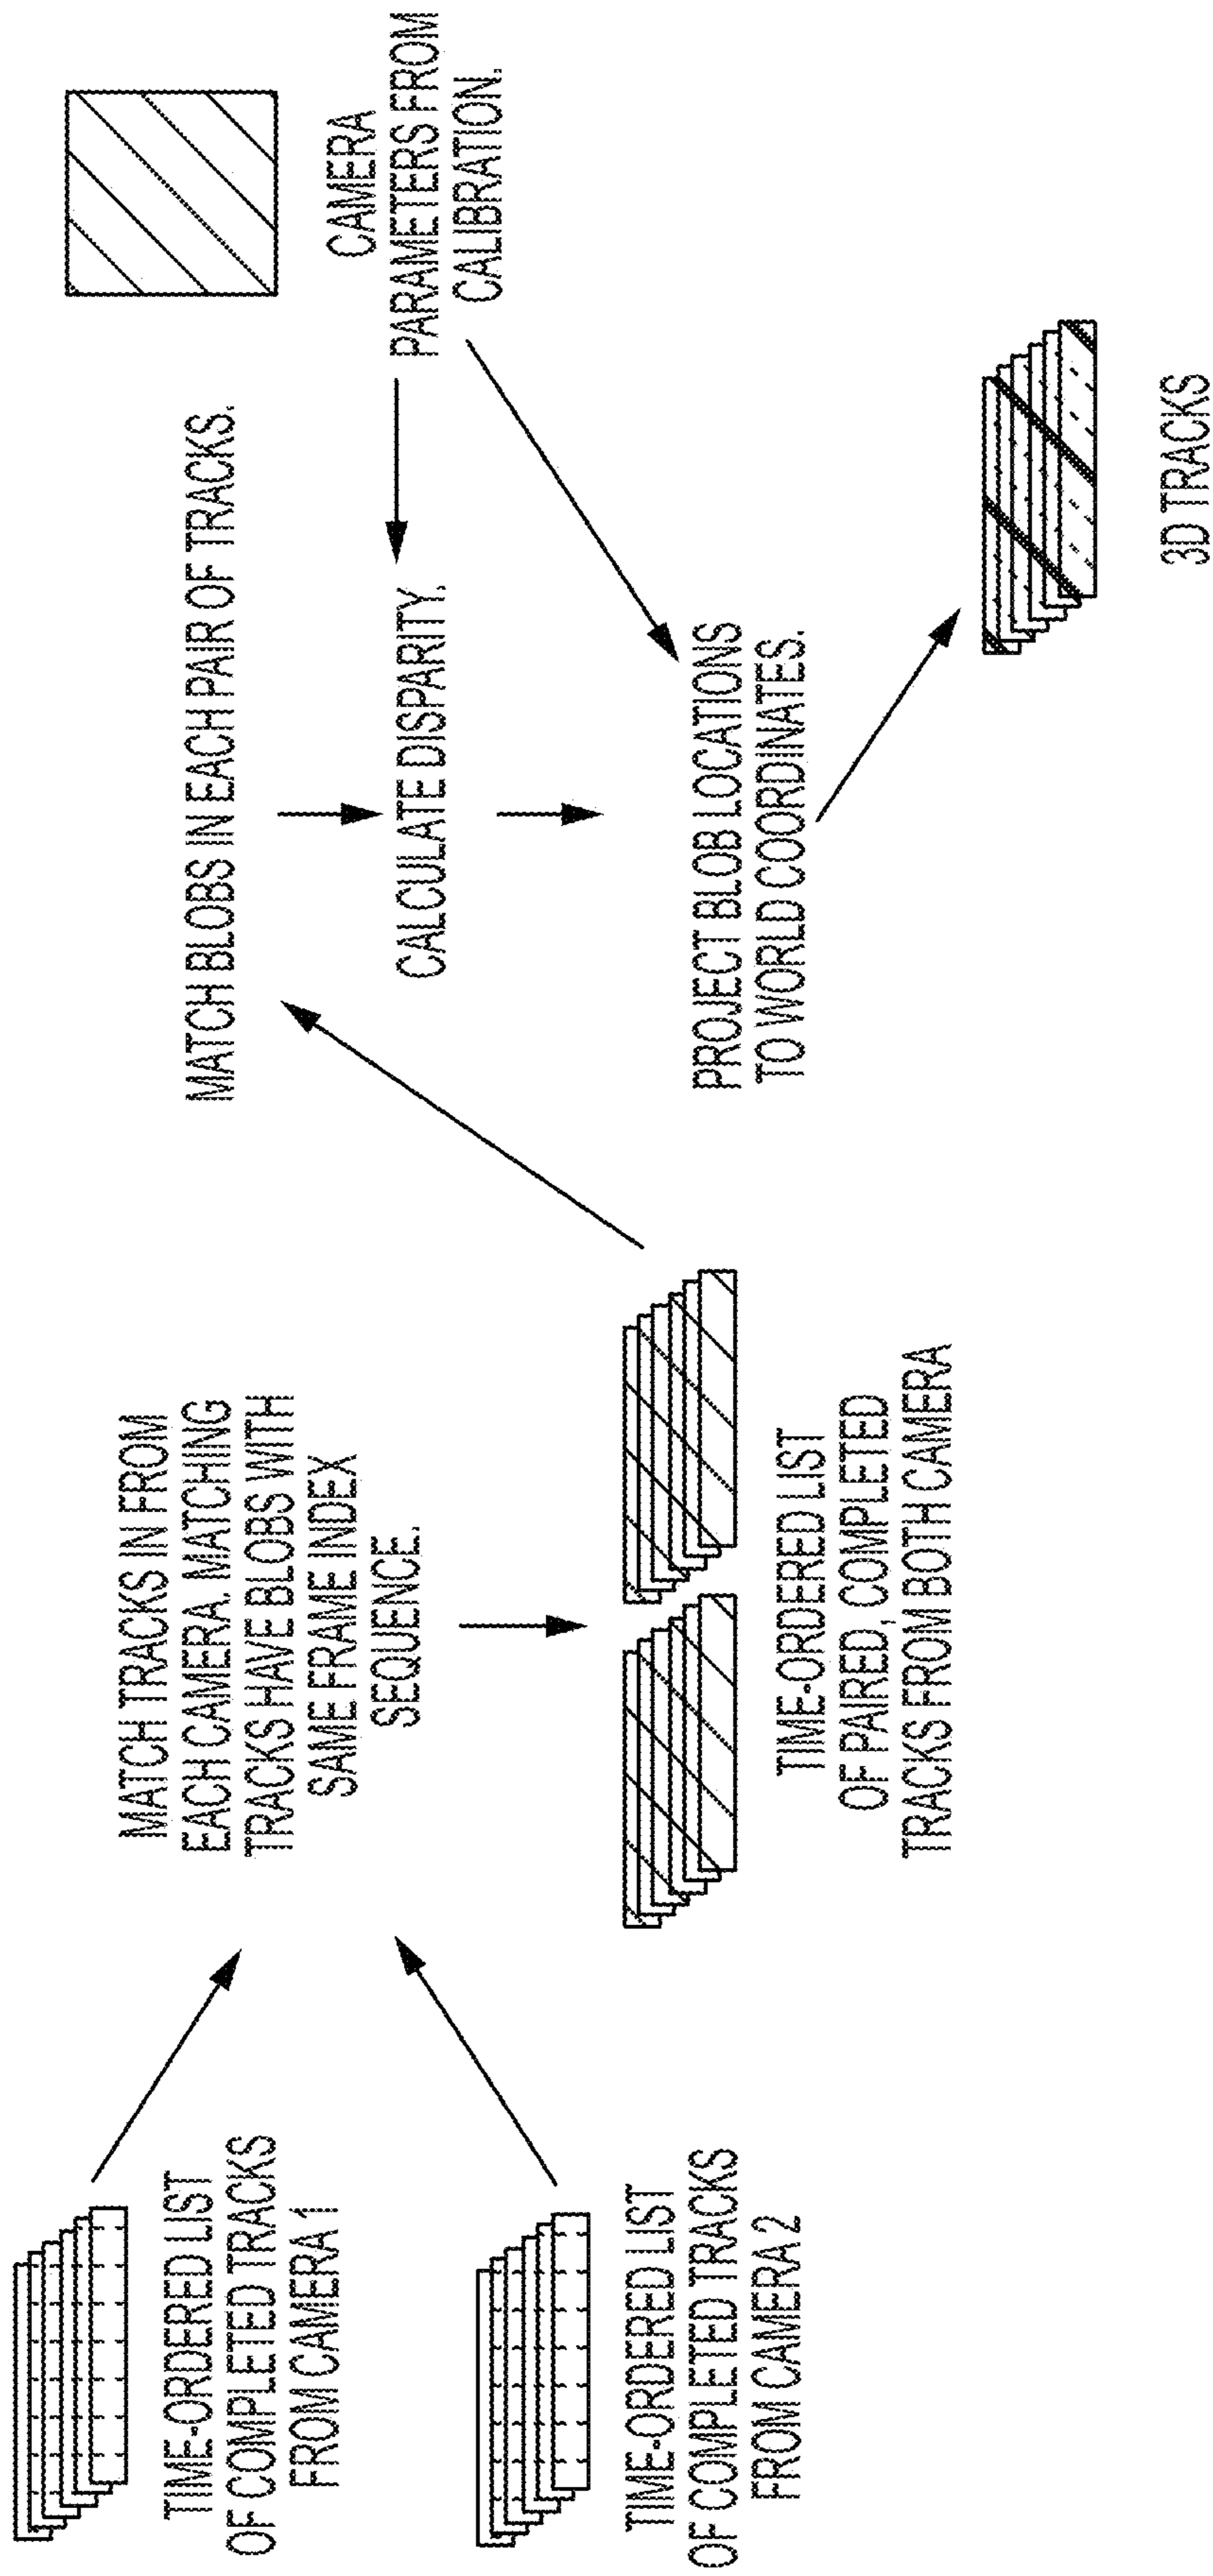 TIME-ORDERED LIST
OF COMPLETED TRACKS
FROM CAMERA 1
TIME-ORDERED LIST
OF COMPLETED TRACKS
FROM CAMERA 2
MATCH TRACKS IN FROM
EACH CAMERA. MATCHING
TRACKS HAVE BLOBS WITH
SAME FRAME INDEX
SEQUENCE.
TIME-ORDERED LIST
OF PAIRED, COMPLETED
TRACKS FROM BOTH CAMERA
MATCH BLOBS IN EACH PAIR OF TRACKS.
CALCULATE DISPARITY.
PROJECT BLOB LOCATIONS
TO WORLD COORDINATES.
CAMERA
PARAMETERS FROM
CALIBRATION.
3D TRACKS